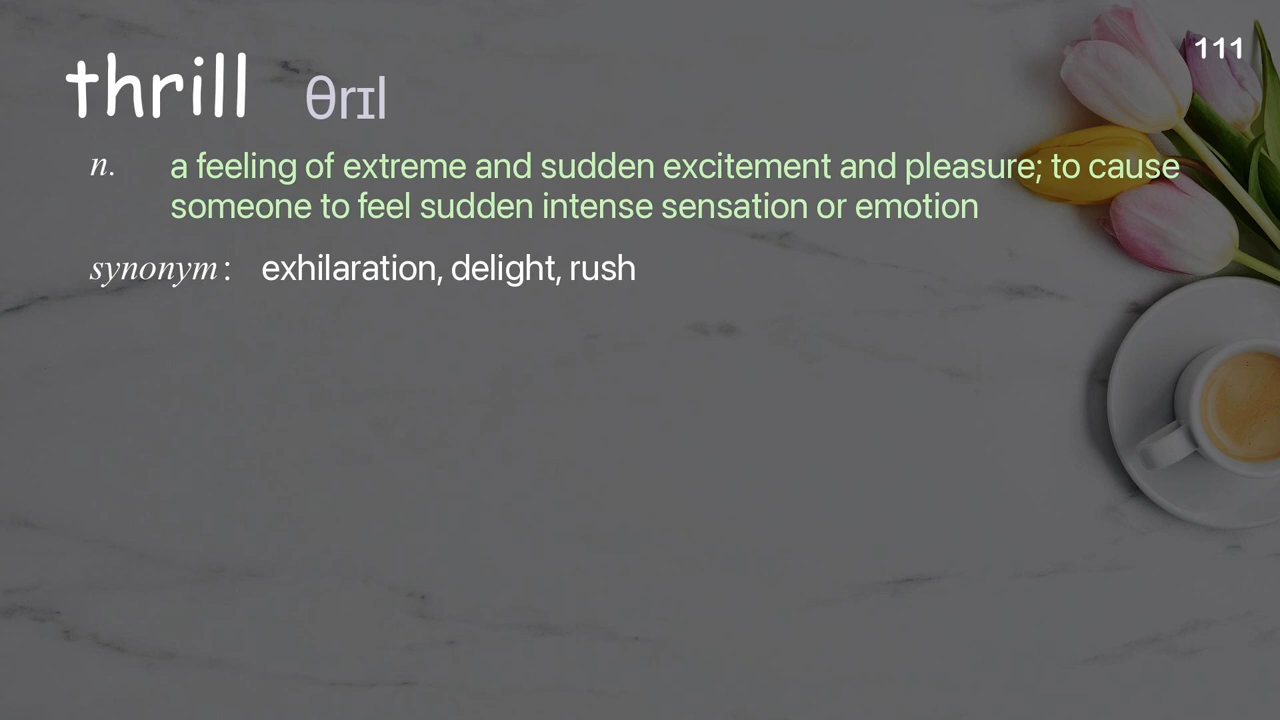 111
thrill θrɪl
n. a feeling of extreme and sudden excitement and pleasure; to cause
someone to feel sudden intense sensation or emotion
synonym: exhilaration, delight, rush